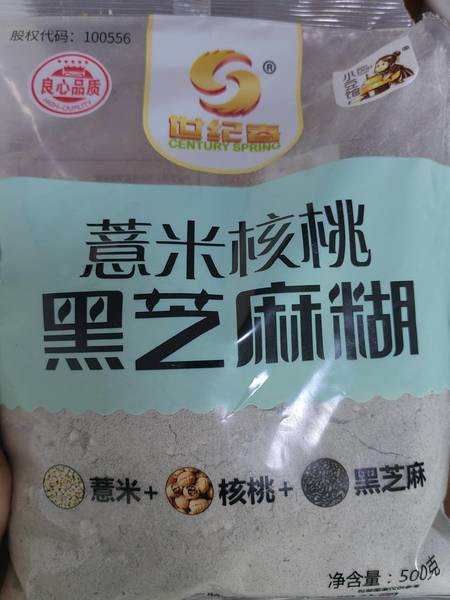 股权代码：100556
良心品质
HIGH-QUALITY
®
世纪春
CENTURY SPRING
薏米核桃
黑芝麻糊
薏米+核桃+黑芝麻
净含量：500克